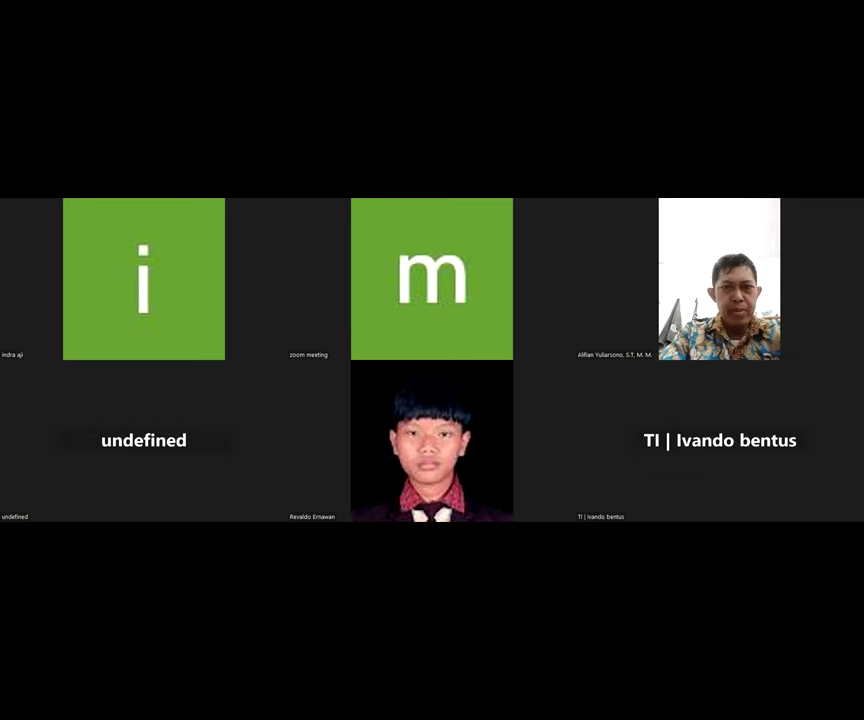 i
m
indra aji
zoom meeting
Alifian Yuliarsono, S.T, M. M.
undefined
TI | Ivando bentus
undefined
Revaldo Ernawan
TI | Ivando bentus